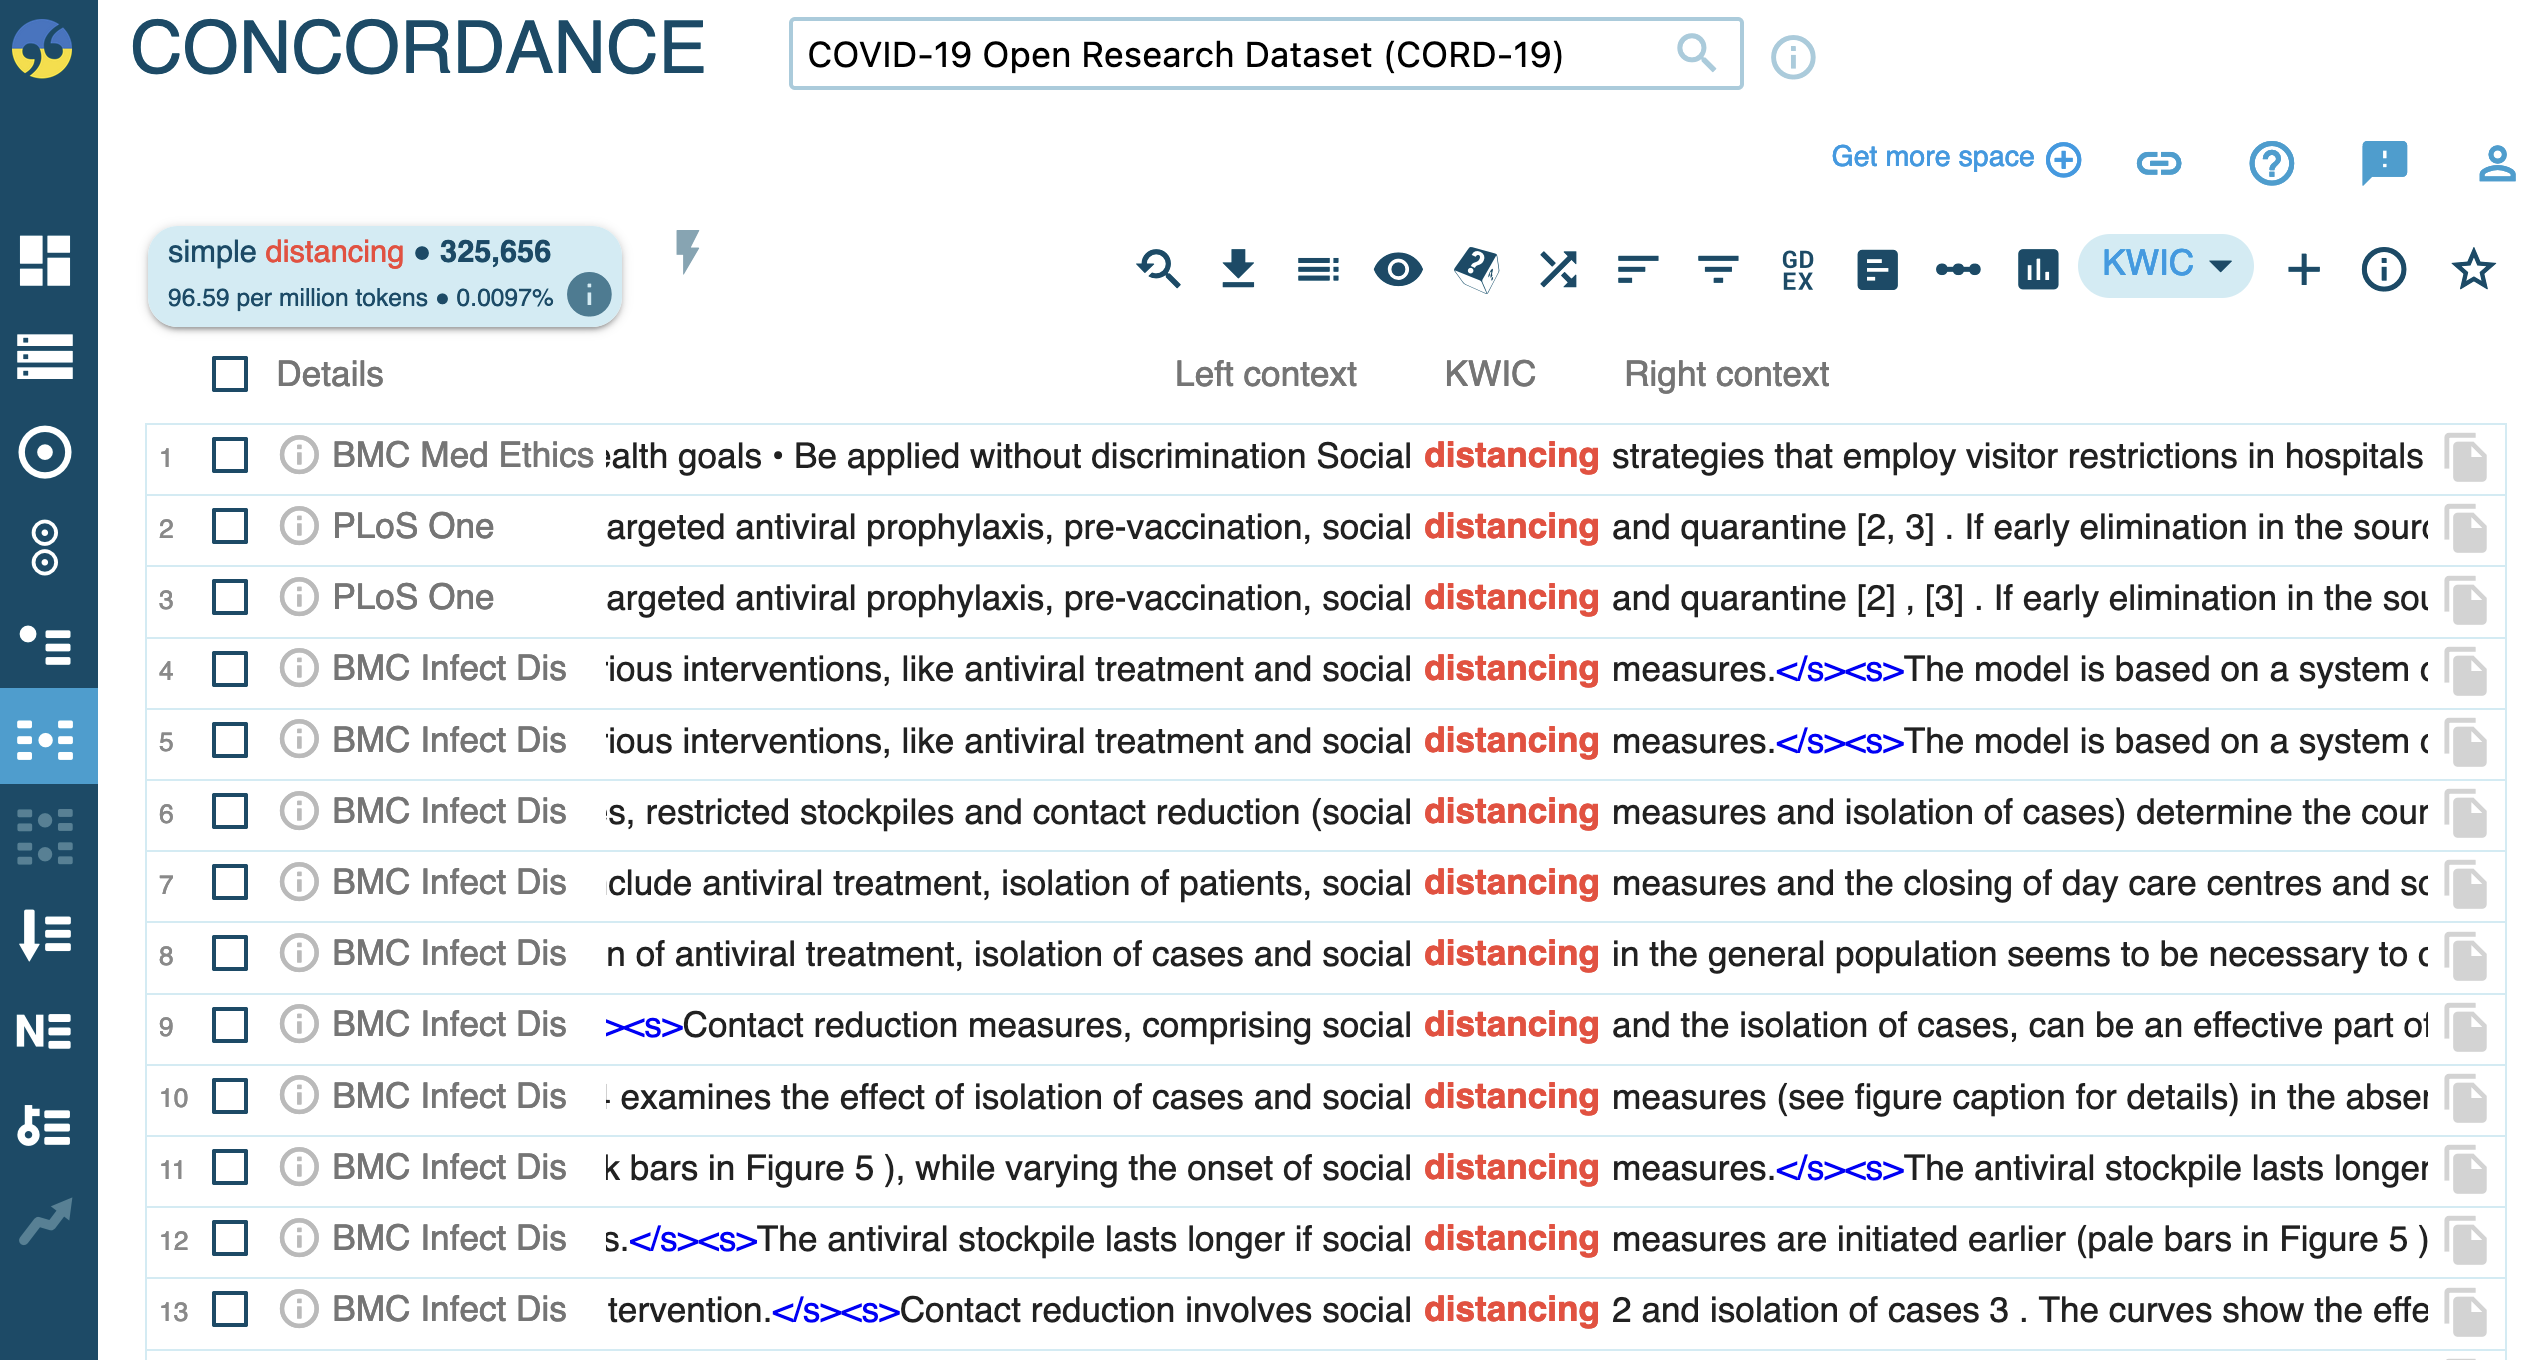 CONCORDANCE
COVID-19 Open Research Dataset (CORD-19)
Get more space
simple distancing • 325,656
96.59 per million tokens • 0.0097%
GD
EX
KWIC
Details Left context KWIC Right context
1 BMC Med Ethics ealth goals • Be applied without discrimination Social distancing strategies that employ visitor restrictions in hospitals
2 PLoS One argeted antiviral prophylaxis, pre-vaccination, social distancing and quarantine [2, 3] . If early elimination in the sourc
3 PLoS One argeted antiviral prophylaxis, pre-vaccination, social distancing and quarantine [2] , [3] . If early elimination in the sou
4 BMC Infect Dis rious interventions, like antiviral treatment and social distancing measures.</s><s>The model is based on a system o
5 BMC Infect Dis rious interventions, like antiviral treatment and social distancing measures.</s><s>The model is based on a system o
6 BMC Infect Dis s, restricted stockpiles and contact reduction (social distancing measures and isolation of cases) determine the cour
7 BMC Infect Dis clude antiviral treatment, isolation of patients, social distancing measures and the closing of day care centres and sc
8 BMC Infect Dis n of antiviral treatment, isolation of cases and social distancing in the general population seems to be necessary to c
9 BMC Infect Dis ><s>Contact reduction measures, comprising social distancing and the isolation of cases, can be an effective part of
10 BMC Infect Dis examines the effect of isolation of cases and social distancing measures (see figure caption for details) in the absen
11 BMC Infect Dis k bars in Figure 5 ), while varying the onset of social distancing measures.</s><s>The antiviral stockpile lasts longer
12 BMC Infect Dis s.</s><s>The antiviral stockpile lasts longer if social distancing measures are initiated earlier (pale bars in Figure 5 )
13 BMC Infect Dis tervention.</s><s>Contact reduction involves social distancing 2 and isolation of cases 3 . The curves show the effe